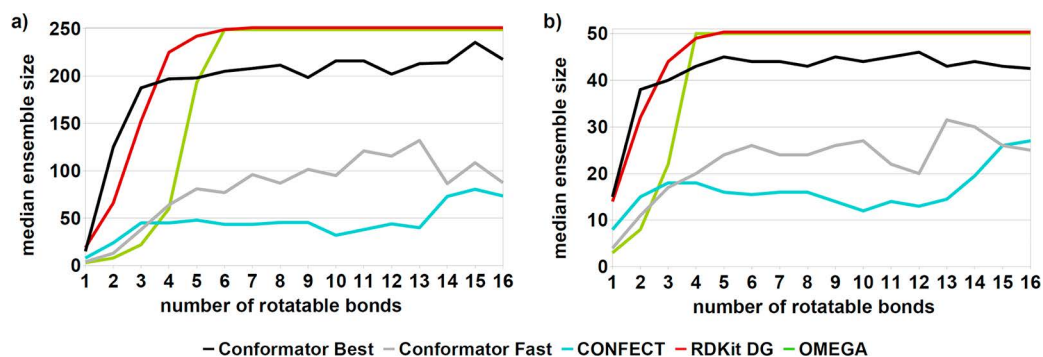 a)
median ensemble size
250
200
150
100
50
0
1 2 3 4 5 6 7 8 9 10 11 12 13 14 15 16
number of rotatable bonds
b)
median ensemble size
50
40
30
20
10
0
1 2 3 4 5 6 7 8 9 10 11 12 13 14 15 16
number of rotatable bonds
Conformator Best Conformator Fast CONFECT RDKit DG OMEGA